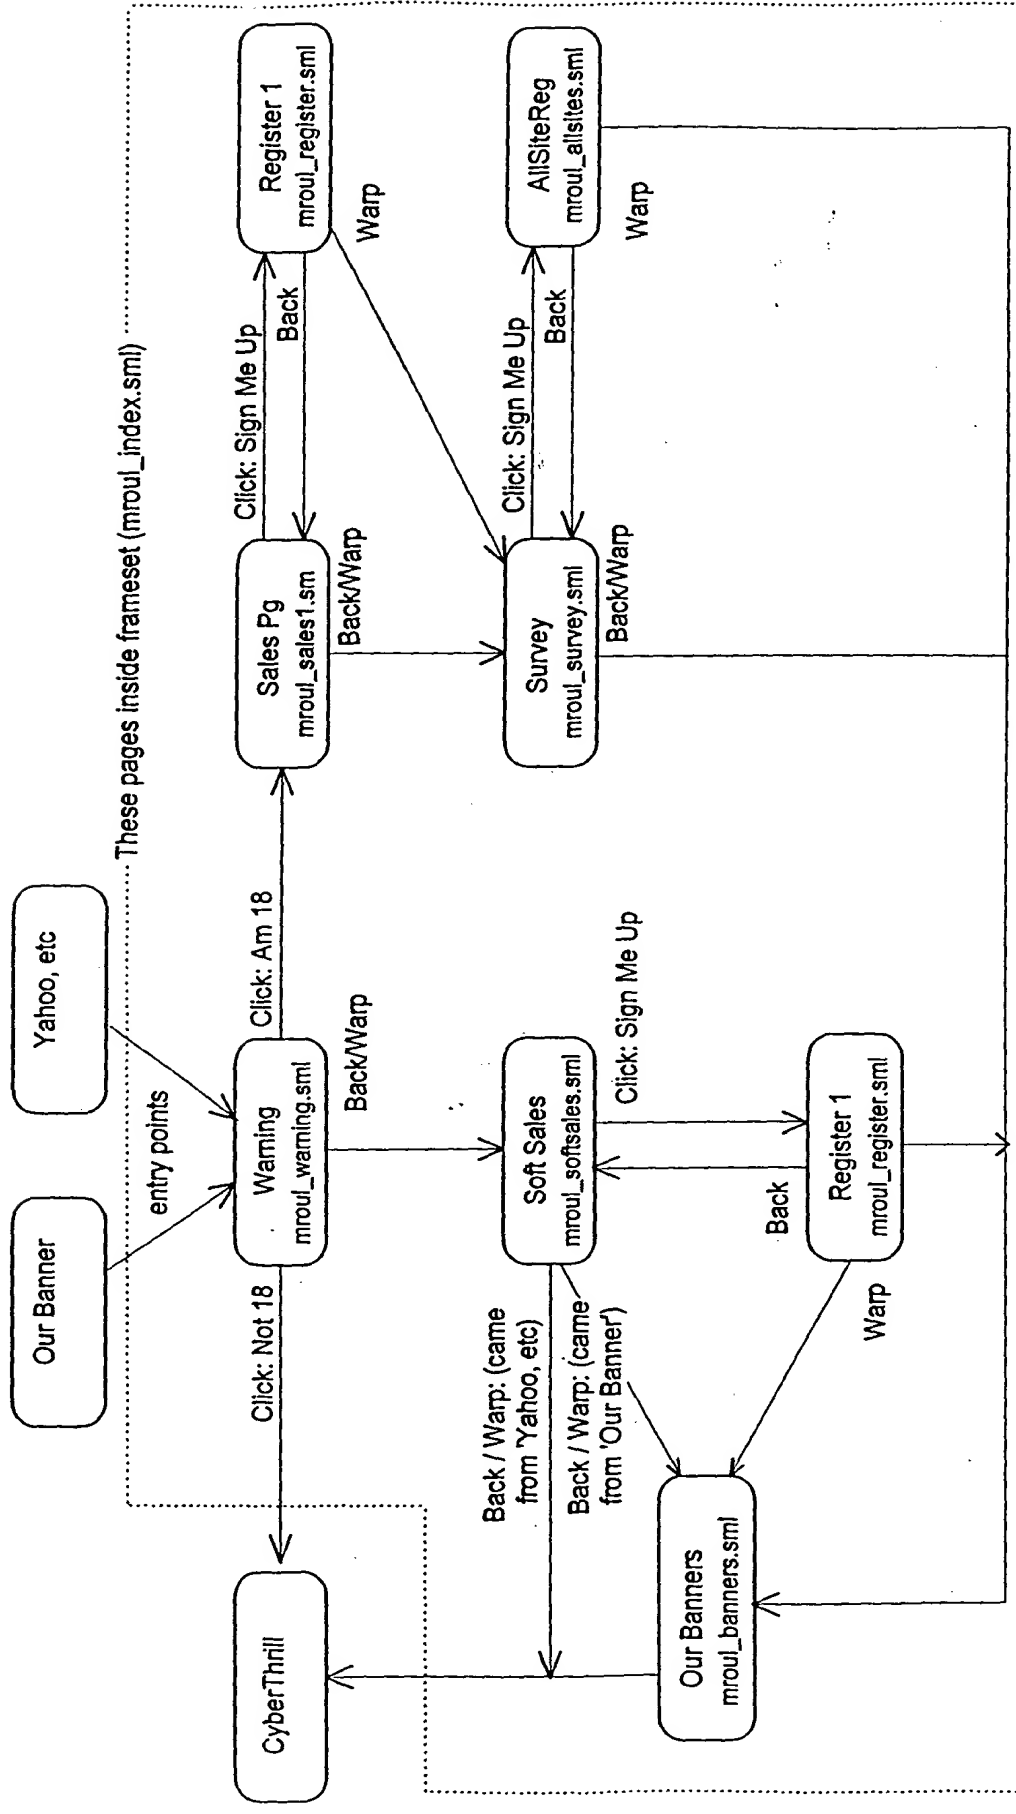 Our Banner
Yahoo, etc
entry points
These pages inside frameset (mroul_index.sml)
CyberThrill
Click: Not 18
Warning
mroul_warning.sml
Click: Am 18
Sales Pg
mroul_sales1.sm
Click: Sign Me Up
Back
Register 1
mroul_register.sml
Back/Warp
Back/Warp
Warp
Back / Warp: (came
from 'Yahoo, etc)
Back / Warp: (came
from 'Our Banner')
Soft Sales
mroul_softsales.sml
Click: Sign Me Up
Survey
mroul_survey.sml
Click: Sign Me Up
Back
AllSiteReg
mroul_allsites.sml
Back/Warp
Warp
Our Banners
mroul_banners.sml
Back
Warp
Register 1
mroul_register.sml